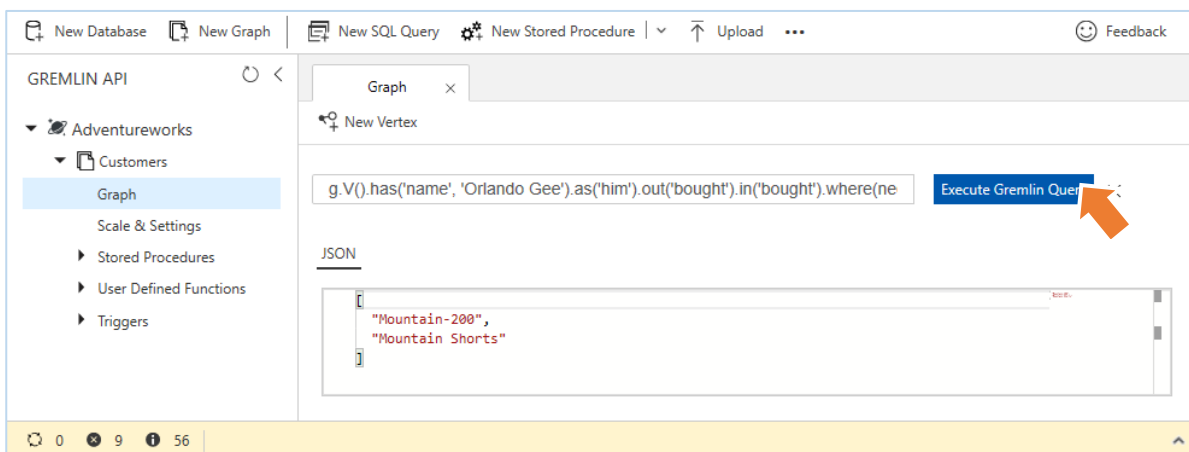 New Database New Graph New SQL Query New Stored Procedure Upload ... Feedback
GREMLIN API
Graph
New Vertex
Adventureworks
Customers
Graph
Scale & Settings
Stored Procedures
User Defined Functions
Triggers
g.V().has('name', 'Orlando Gee').as('him').out('bought').in('bought').where(ne
Execute Gremlin Quer
JSON
[
"Mountain-200",
"Mountain Shorts"
]
0 9 56